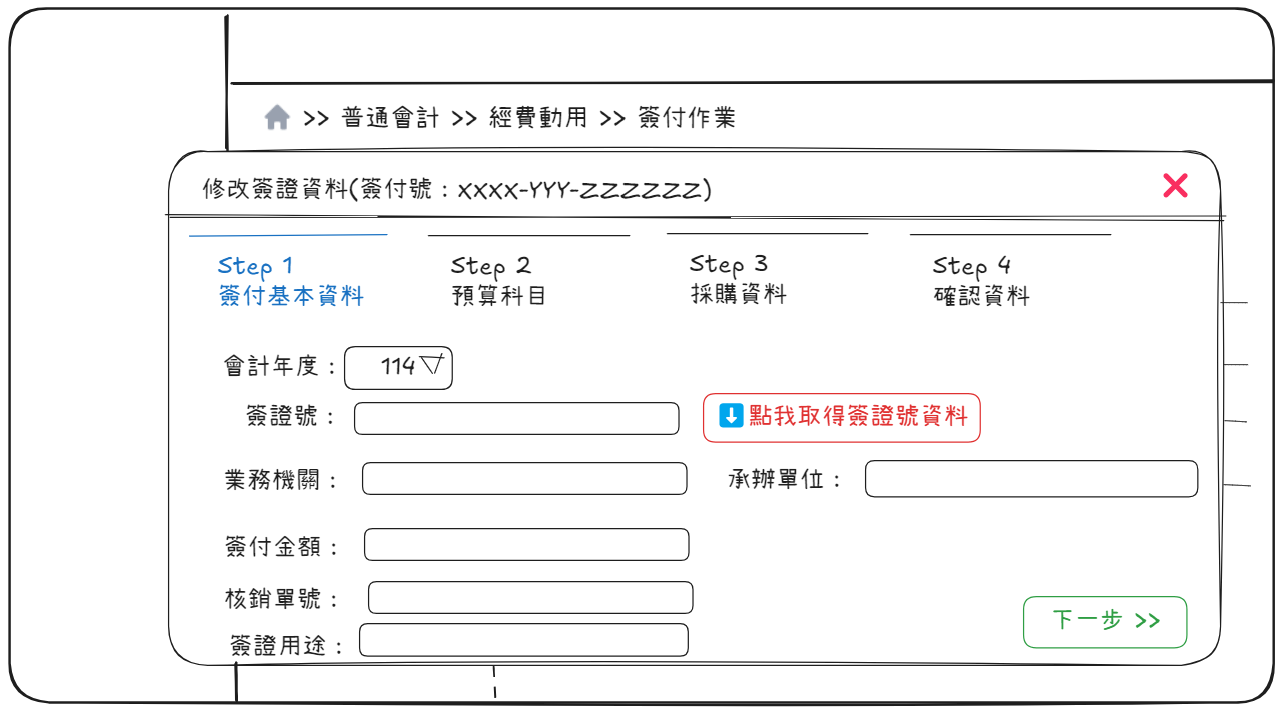 >> 普通會計 >> 經費動用 >> 簽付作業
修改簽證資料(簽付號：XXXX-YYY-ZZZZZZ)
Step 1
簽付基本資料
Step 2
預算科目
Step 3
採購資料
Step 4
確認資料
會計年度： 114
簽證號：
點我取得簽證號資料
業務機關：
承辦單位：
簽付金額：
核銷單號：
簽證用途：
下一步 >>